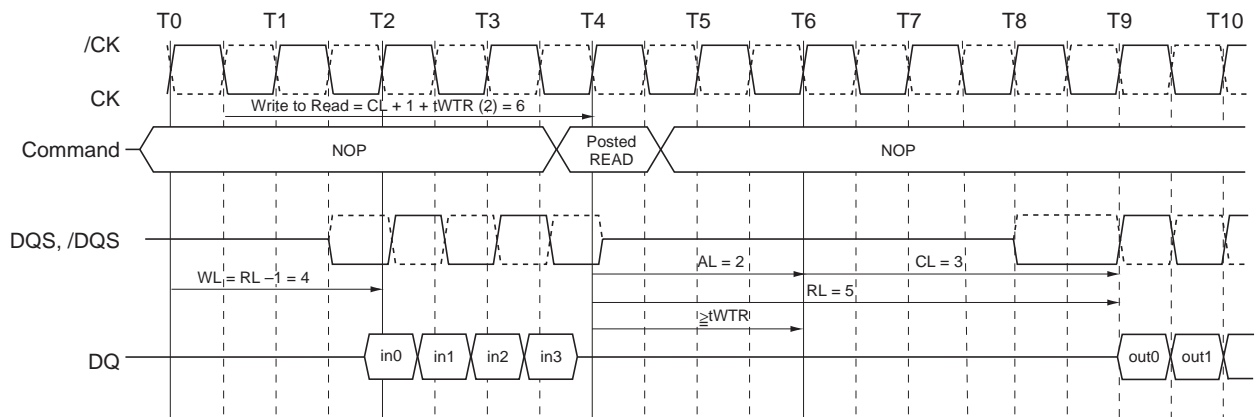 T0 T1 T2 T3 T4 T5 T6 T7 T8 T9 T10
/CK
CK
Write to Read = CL + 1 + tWTR (2) = 6
Command
NOP
Posted
READ
NOP
DQS, /DQS
AL = 2
CL = 3
WL = RL –1 = 4
RL = 5
≧tWTR
DQ
in0 in1 in2 in3
out0 out1